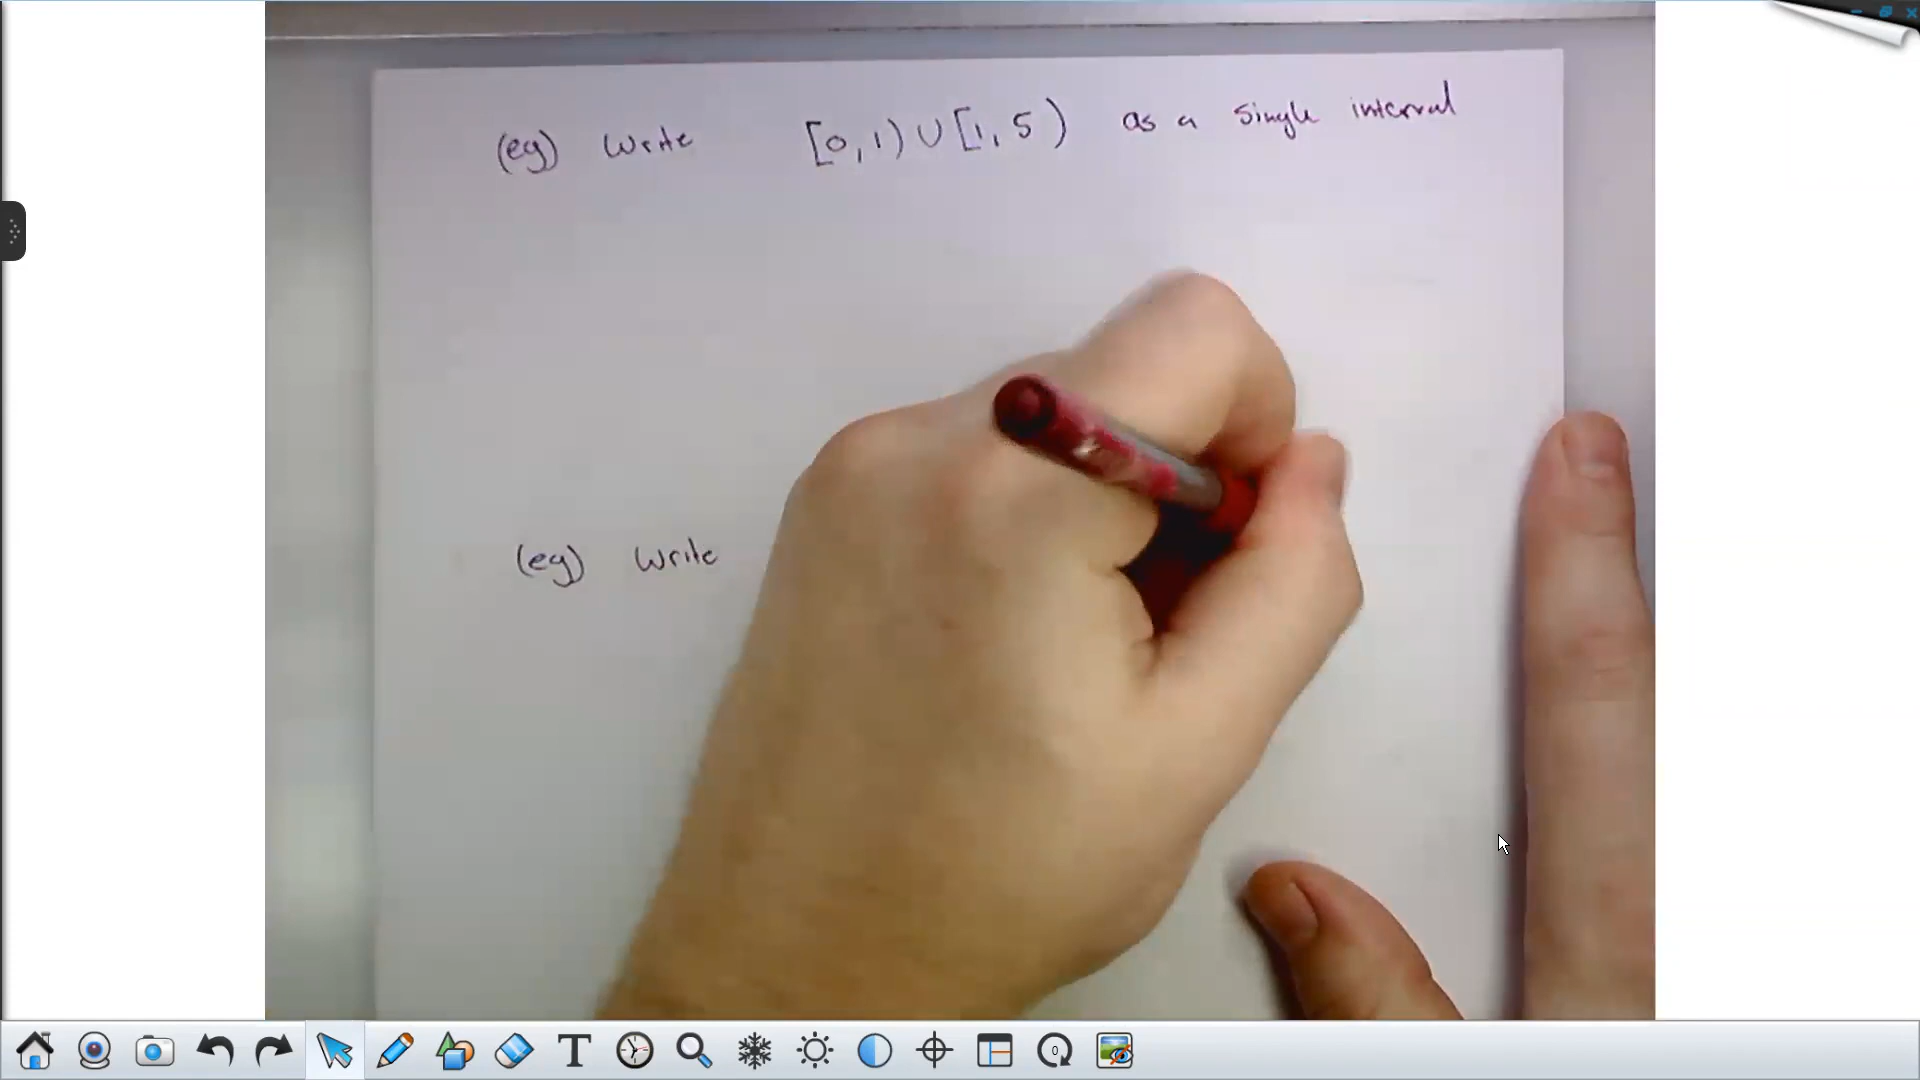 (eg) Write [0, 1) ∪ [1, 5) as a single interval
(eg) Write